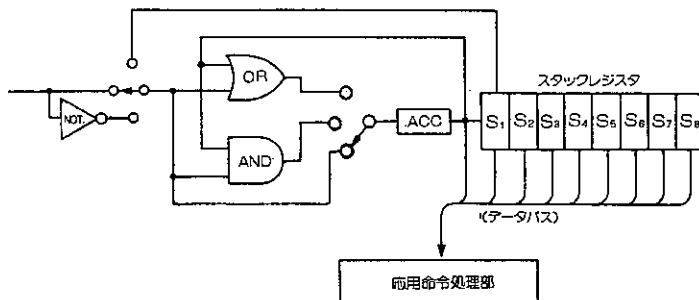 OR
スタックレジスタ
NOT
.ACC
S1 S2 S3 S4 S5 S6 S7 S8
AND
(データバス)
応用命令処理部